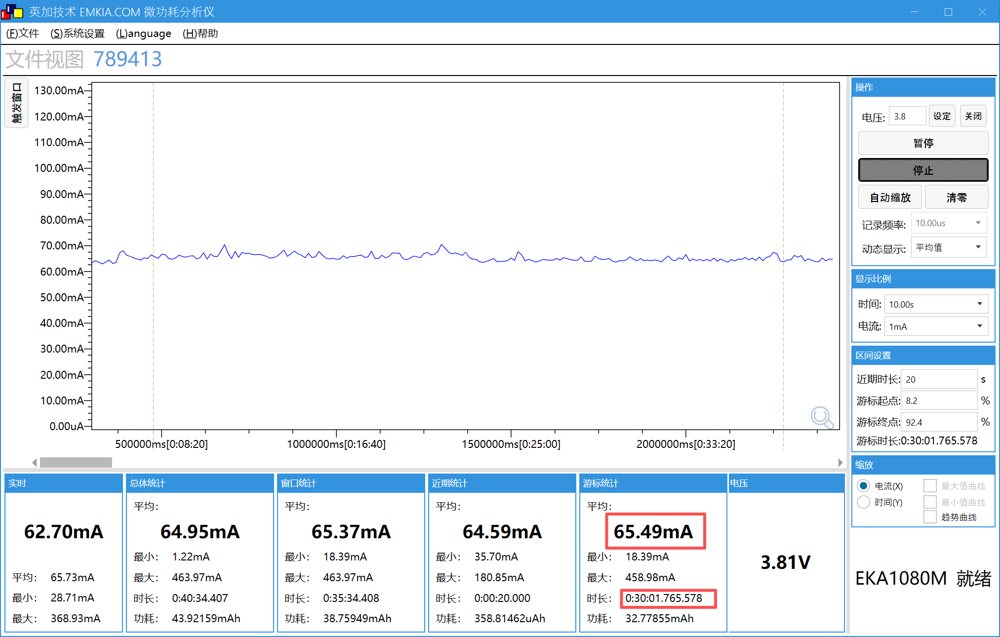 英加技术 EMKIA.COM 微功耗分析仪
(F)文件 (S)系统设置 (L)anguage (H)帮助
文件视图 789413
触发窗口
130.00mA
120.00mA
110.00mA
100.00mA
90.00mA
80.00mA
70.00mA
60.00mA
50.00mA
40.00mA
30.00mA
20.00mA
10.00mA
0.00uA
500000ms[0:08:20] 1000000ms[0:16:40] 1500000ms[0:25:00] 2000000ms[0:33:20]
操作
电压: 3.8 设定 关闭
暂停
停止
自动缩放 清零
记录频率: 10.00us
动态显示: 平均值
显示比例
时间: 10.00s
电流: 1mA
区间设置
近期时长: 20 s
游标起点: 8.2 %
游标终点: 92.4 %
游标时长:0:30:01.765.578
缩放
电流(X) 最大值曲线
时间(Y) 最小值曲线
趋势曲线
EKA1080M 就绪
实时
62.70mA
平均: 65.73mA
最小: 28.71mA
最大: 368.93mA
总体统计
平均:
64.95mA
最小: 1.22mA
最大: 463.97mA
时长: 0:40:34.407
功耗: 43.92159mAh
窗口统计
平均:
65.37mA
最小: 18.39mA
最大: 463.97mA
时长: 0:35:34.408
功耗: 38.75949mAh
近期统计
平均:
64.59mA
最小: 35.70mA
最大: 180.85mA
时长: 0:00:20.000
功耗: 358.81462uAh
游标统计
平均:
65.49mA
最小: 18.39mA
最大: 458.98mA
时长: 0:30:01.765.578
功耗: 32.77855mAh
电压
3.81V